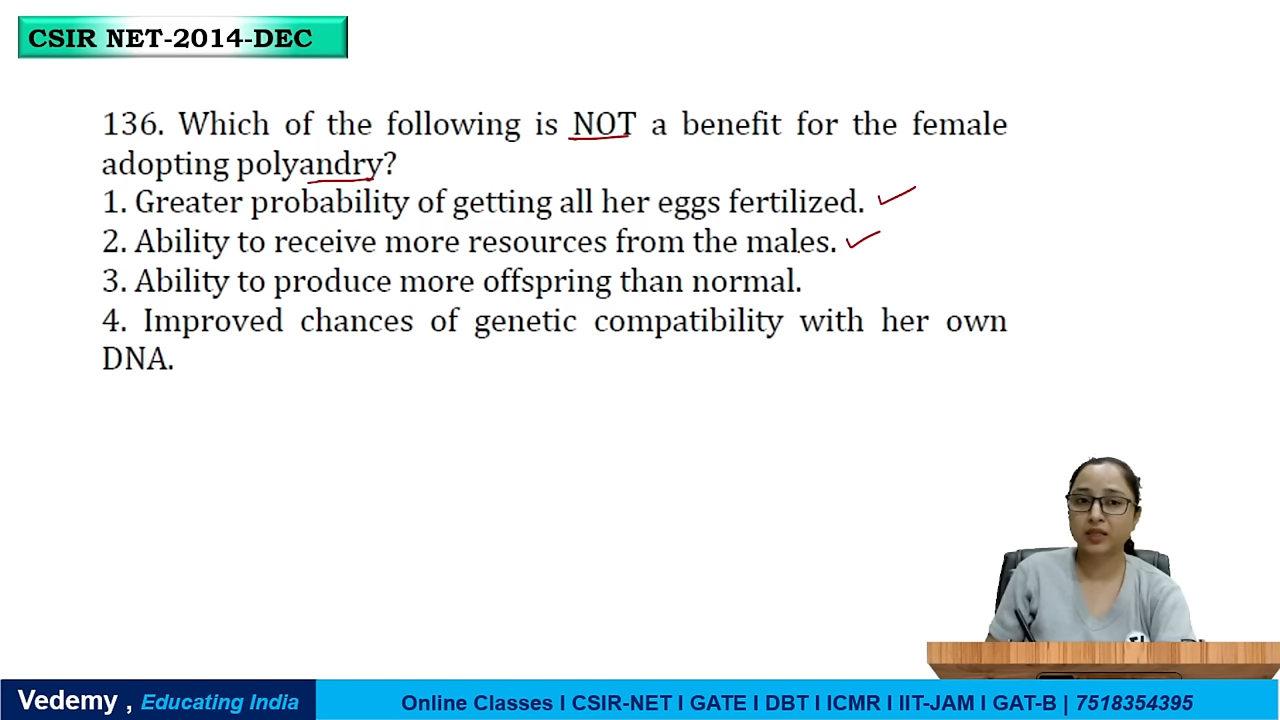 CSIR NET-2014-DEC
136. Which of the following is NOT a benefit for the female
adopting polyandry?
1. Greater probability of getting all her eggs fertilized.
2. Ability to receive more resources from the males.
3. Ability to produce more offspring than normal.
4. Improved chances of genetic compatibility with her own
DNA.
Vedemy , Educating India
Online Classes I CSIR-NET I GATE I DBT I ICMR I IIT-JAM I GAT-B | 7518354395